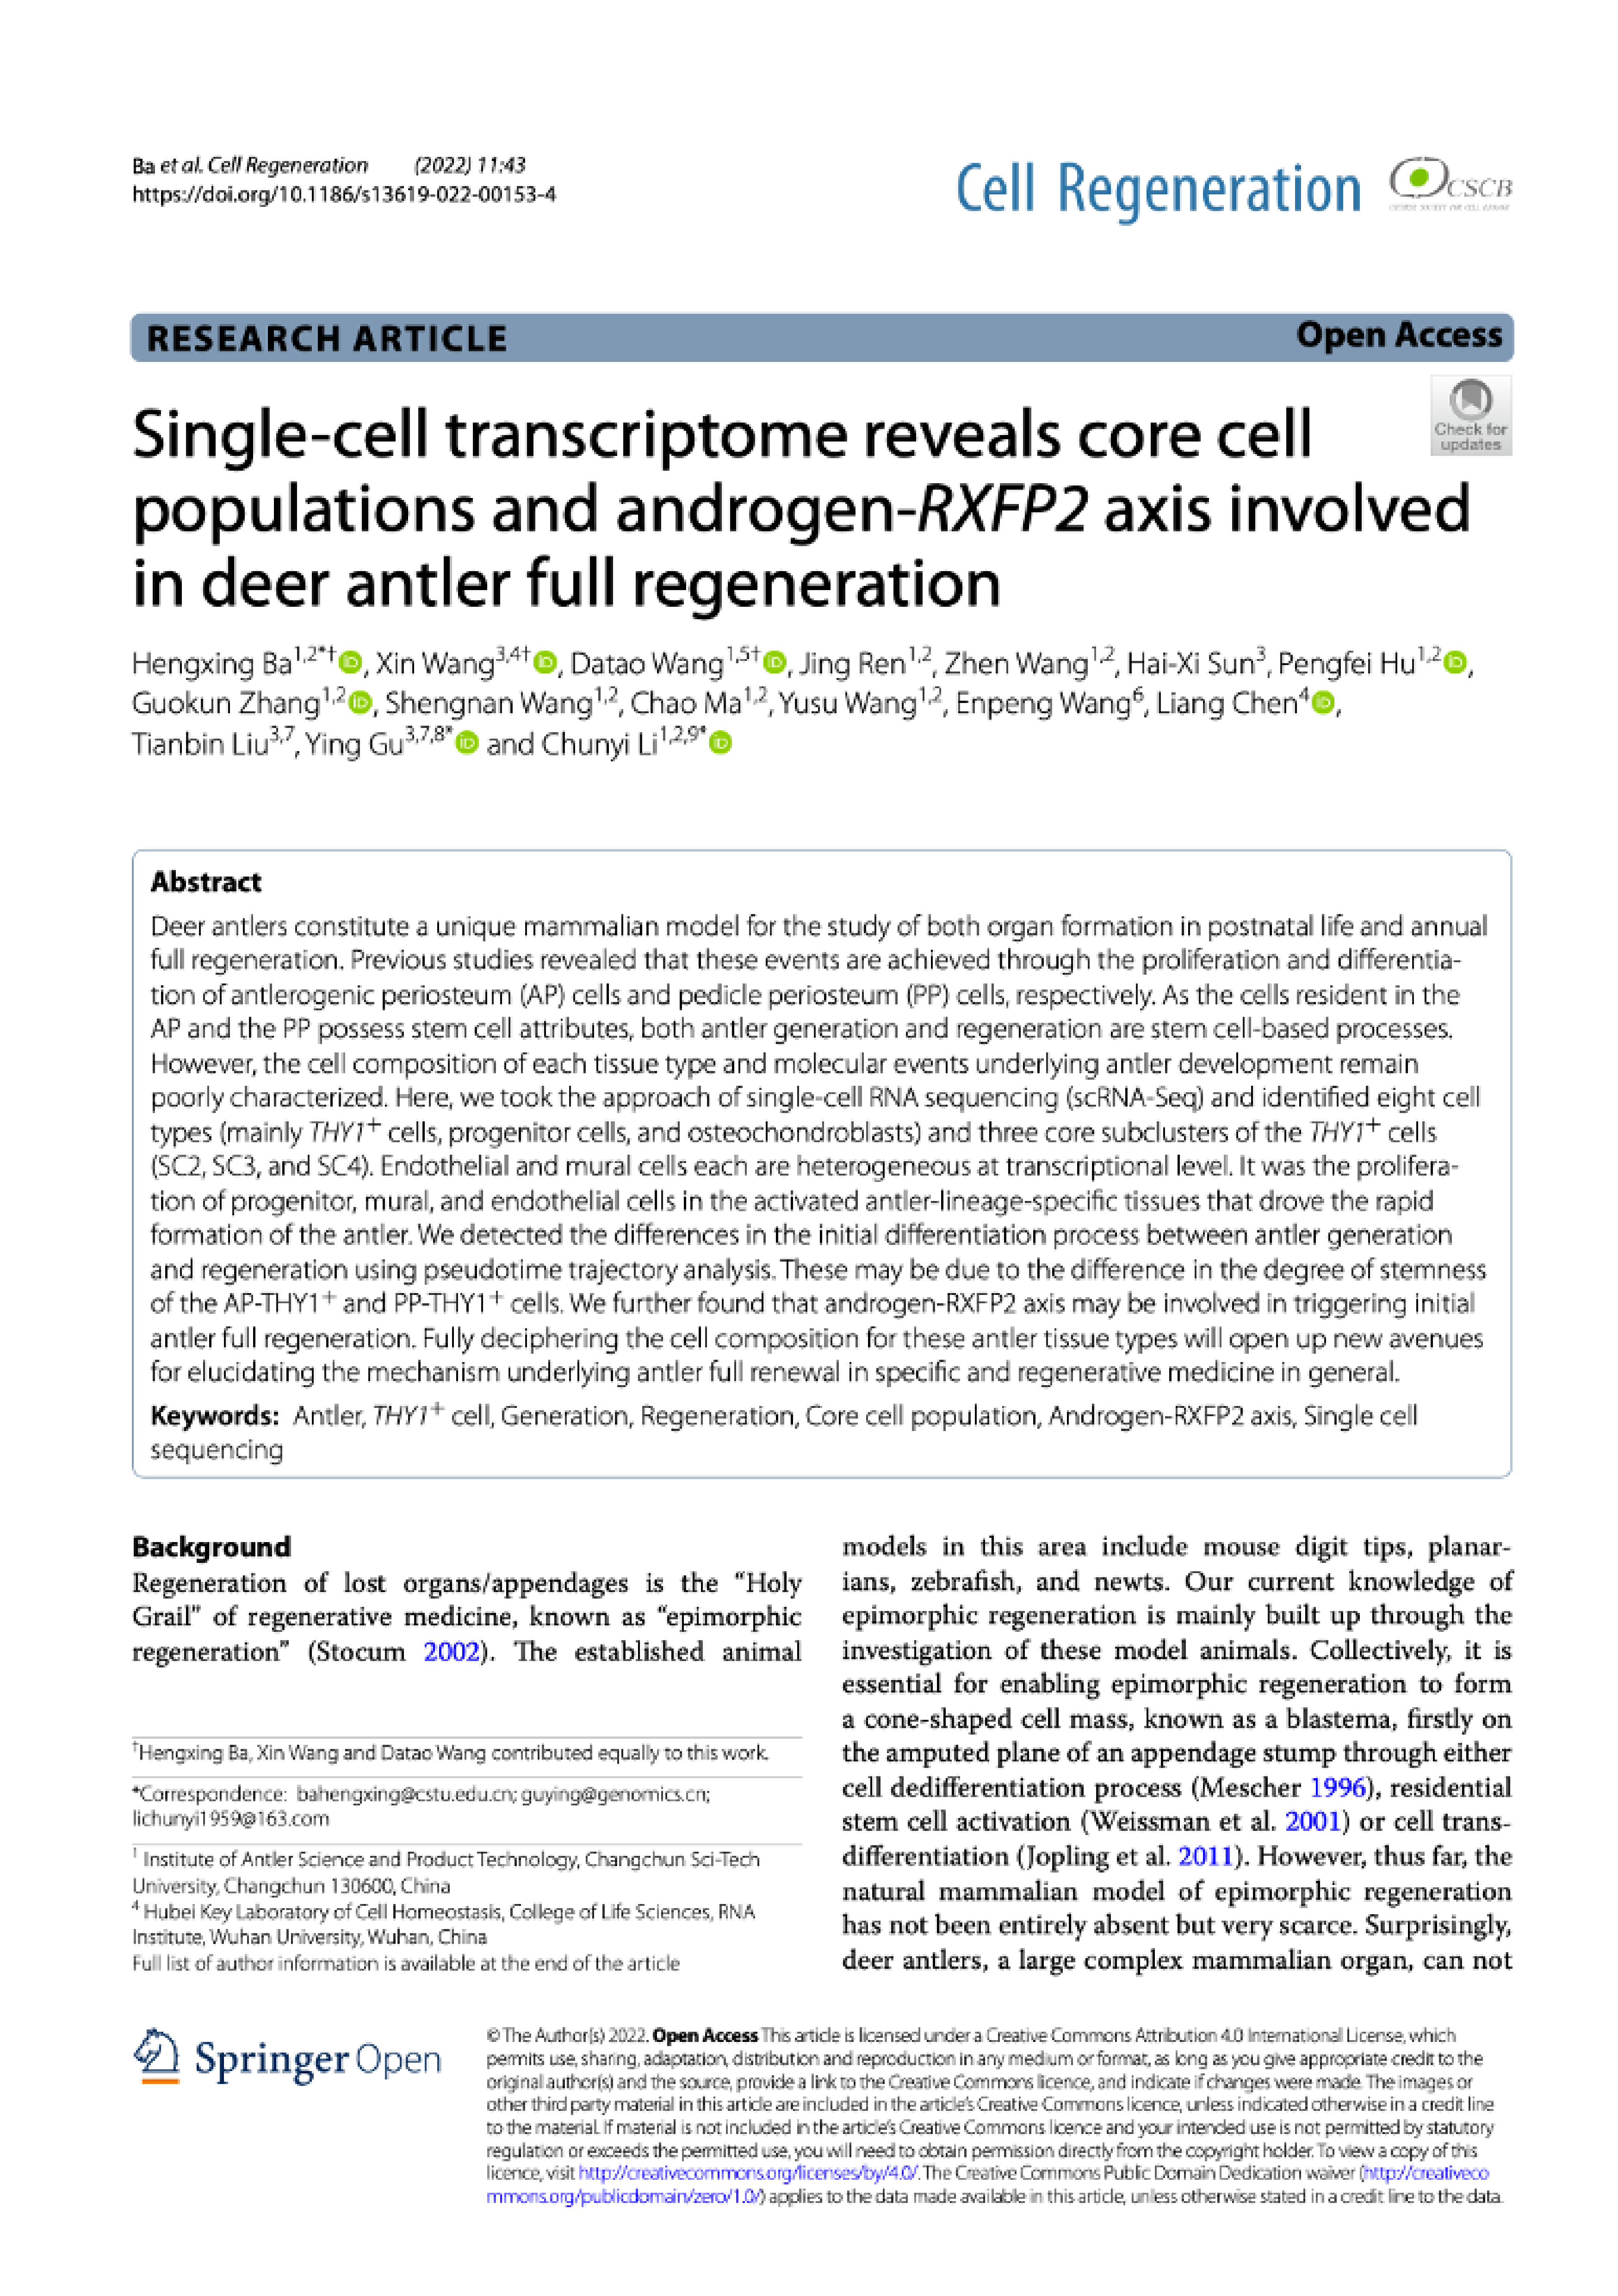 Ba et al. Cell Regeneration (2022) 11:43
https://doi.org/10.1186/s13619-022-00153-4
Cell Regeneration
CSCB
RESEARCH ARTICLE
Open Access
Check for
updates
Single-cell transcriptome reveals core cell
populations and androgen-RXFP2 axis involved
in deer antler full regeneration
Hengxing Ba1,2*†, Xin Wang3,4†, Datao Wang1,5†, Jing Ren1,2, Zhen Wang1,2, Hai-Xi Sun3, Pengfei Hu1,2,
Guokun Zhang1,2, Shengnan Wang1,2, Chao Ma1,2, Yusu Wang1,2, Enpeng Wang6, Liang Chen4,
Tianbin Liu3,7, Ying Gu3,7,8* and Chunyi Li1,2,9*
Abstract
Deer antlers constitute a unique mammalian model for the study of both organ formation in postnatal life and annual
full regeneration. Previous studies revealed that these events are achieved through the proliferation and differentia-
tion of antlerogenic periosteum (AP) cells and pedicle periosteum (PP) cells, respectively. As the cells resident in the
AP and the PP possess stem cell attributes, both antler generation and regeneration are stem cell-based processes.
However, the cell composition of each tissue type and molecular events underlying antler development remain
poorly characterized. Here, we took the approach of single-cell RNA sequencing (scRNA-Seq) and identified eight cell
types (mainly THY1+ cells, progenitor cells, and osteochondroblasts) and three core subclusters of the THY1+ cells
(SC2, SC3, and SC4). Endothelial and mural cells each are heterogeneous at transcriptional level. It was the prolifera-
tion of progenitor, mural, and endothelial cells in the activated antler-lineage-specific tissues that drove the rapid
formation of the antler. We detected the differences in the initial differentiation process between antler generation
and regeneration using pseudotime trajectory analysis. These may be due to the difference in the degree of stemness
of the AP-THY1+ and PP-THY1+ cells. We further found that androgen-RXFP2 axis may be involved in triggering initial
antler full regeneration. Fully deciphering the cell composition for these antler tissue types will open up new avenues
for elucidating the mechanism underlying antler full renewal in specific and regenerative medicine in general.
Keywords: Antler, THY1+ cell, Generation, Regeneration, Core cell population, Androgen-RXFP2 axis, Single cell
sequencing
Background
Regeneration of lost organs/appendages is the “Holy
Grail” of regenerative medicine, known as “epimorphic
regeneration” (Stocum 2002). The established animal
†Hengxing Ba, Xin Wang and Datao Wang contributed equally to this work.
*Correspondence: bahengxing@cstu.edu.cn; guying@genomics.cn;
lichunyi1959@163.com
1 Institute of Antler Science and Product Technology, Changchun Sci-Tech
University, Changchun 130600, China
4 Hubei Key Laboratory of Cell Homeostasis, College of Life Sciences, RNA
Institute, Wuhan University, Wuhan, China
Full list of author information is available at the end of the article
models in this area include mouse digit tips, planar-
ians, zebrafish, and newts. Our current knowledge of
epimorphic regeneration is mainly built up through the
investigation of these model animals. Collectively, it is
essential for enabling epimorphic regeneration to form
a cone-shaped cell mass, known as a blastema, firstly on
the amputed plane of an appendage stump through either
cell dedifferentiation process (Mescher 1996), residential
stem cell activation (Weissman et al. 2001) or cell trans-
differentiation (Jopling et al. 2011). However, thus far, the
natural mammalian model of epimorphic regeneration
has not been entirely absent but very scarce. Surprisingly,
deer antlers, a large complex mammalian organ, can not
Springer Open
© The Author(s) 2022. Open Access This article is licensed under a Creative Commons Attribution 4.0 International License, which
permits use, sharing, adaptation, distribution and reproduction in any medium or format, as long as you give appropriate credit to the
original author(s) and the source, provide a link to the Creative Commons licence, and indicate if changes were made. The images or
other third party material in this article are included in the article's Creative Commons licence, unless indicated otherwise in a credit line
to the material. If material is not included in the article's Creative Commons licence and your intended use is not permitted by statutory
regulation or exceeds the permitted use, you will need to obtain permission directly from the copyright holder. To view a copy of this
licence, visit http://creativecommons.org/licenses/by/4.0/. The Creative Commons Public Domain Dedication waiver (http://creativeco
mmons.org/publicdomain/zero/1.0/) applies to the data made available in this article, unless otherwise stated in a credit line to the data.